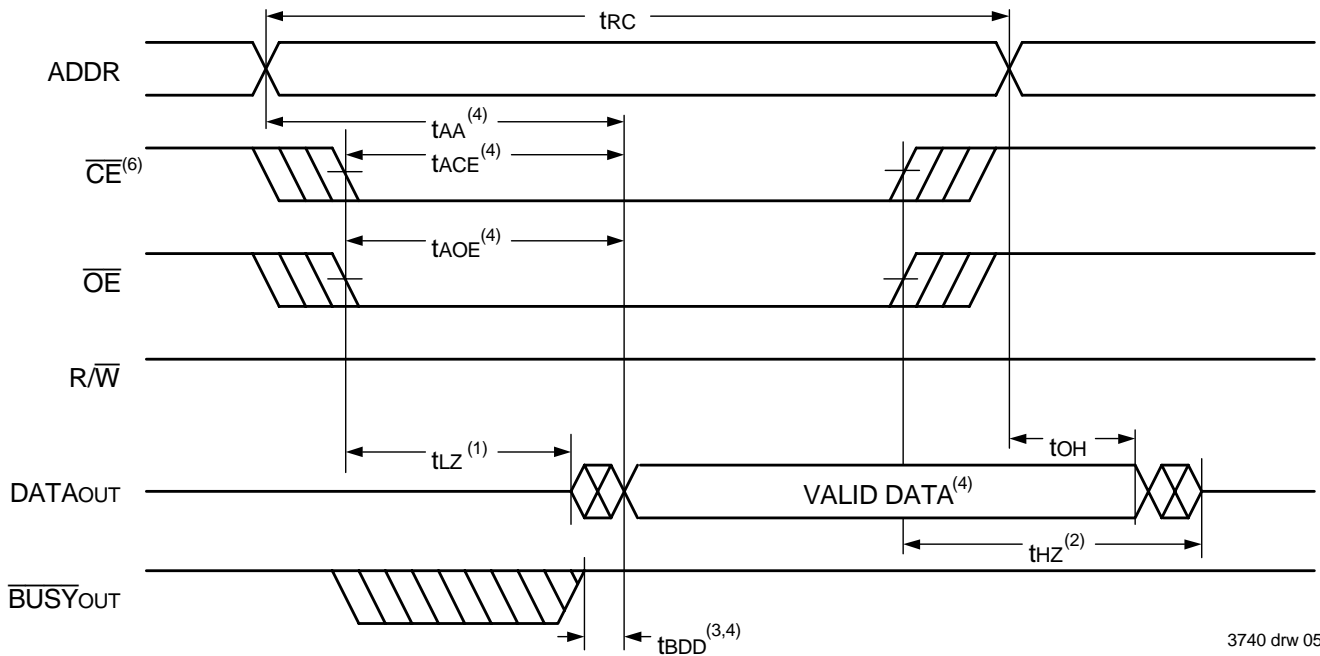 tRC
ADDR
tAA(4)
CE(6)
tACE(4)
tAOE(4)
OE
R/W
tLZ(1)
tOH
DATAOUT
VALID DATA(4)
tHZ(2)
BUSYOUT
tBDD(3,4)
3740 drw 05